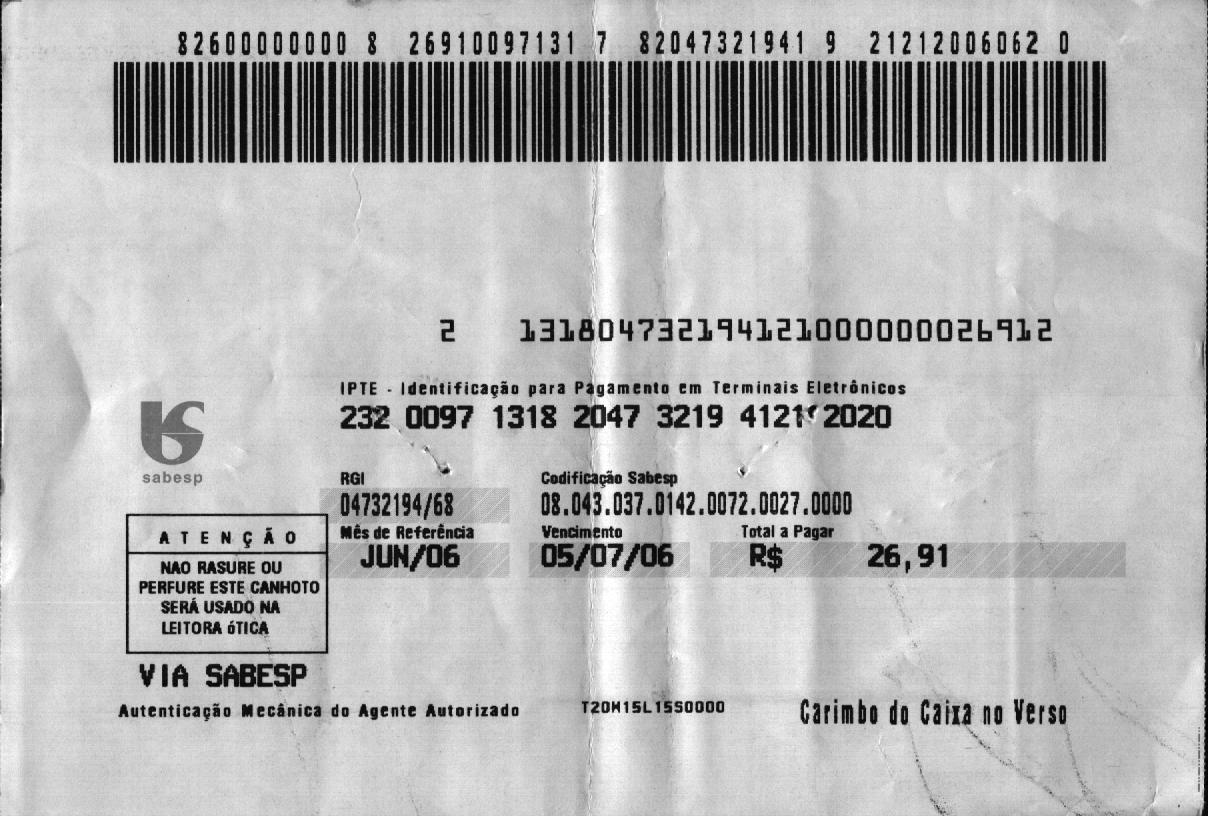 82600000000 8 26910097131 7 82047321941 9 21212006062 0
2 131804732194121000000026912
IPTE - Identificação para Pagamento em Terminais Eletrônicos
232 0097 1318 2047 3219 4121 2020
sabesp
RGI Codificação Sabesp
04732194/68 08.043.037.0142.0072.0027.0000
Mês de Referência Vencimento Total a Pagar
JUN/06 05/07/06 R$ 26,91
ATENÇÃO
NAO RASURE OU
PERFURE ESTE CANHOTO
SERÁ USADO NA
LEITORA óTICA
VIA SABESP
Autenticação Mecânica do Agente Autorizado T20M15L15S0000 Carimbo do Caixa no Verso